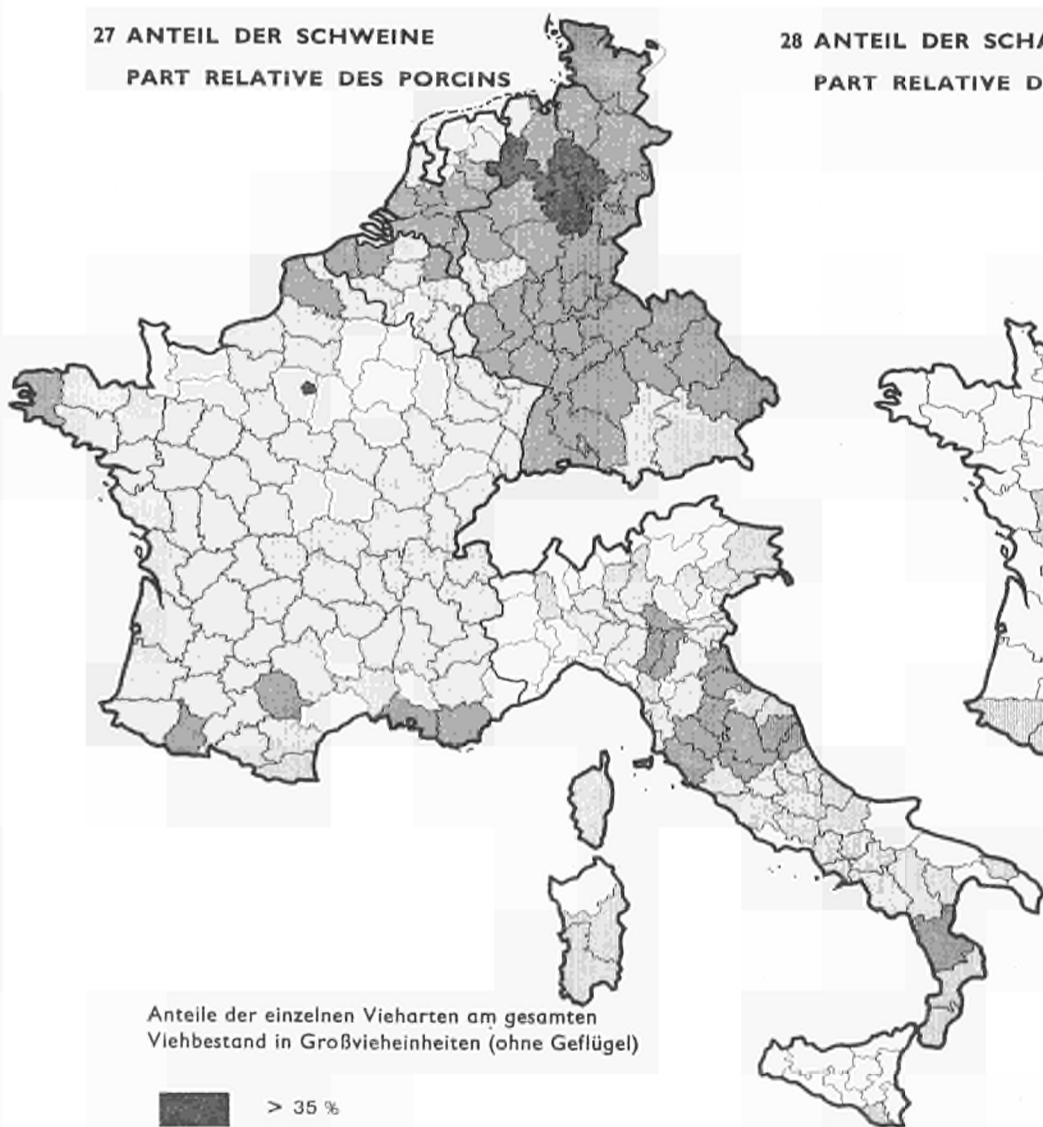 27 ANTEIL DER SCHWEINE
PART RELATIVE DES PORCINS
28 ANTEIL DER
PART RELATIVE
Anteile der einzelnen Vieharten am gesamten
Viehbestand in Großvieheinheiten (ohne Geflügel)
> 35 %